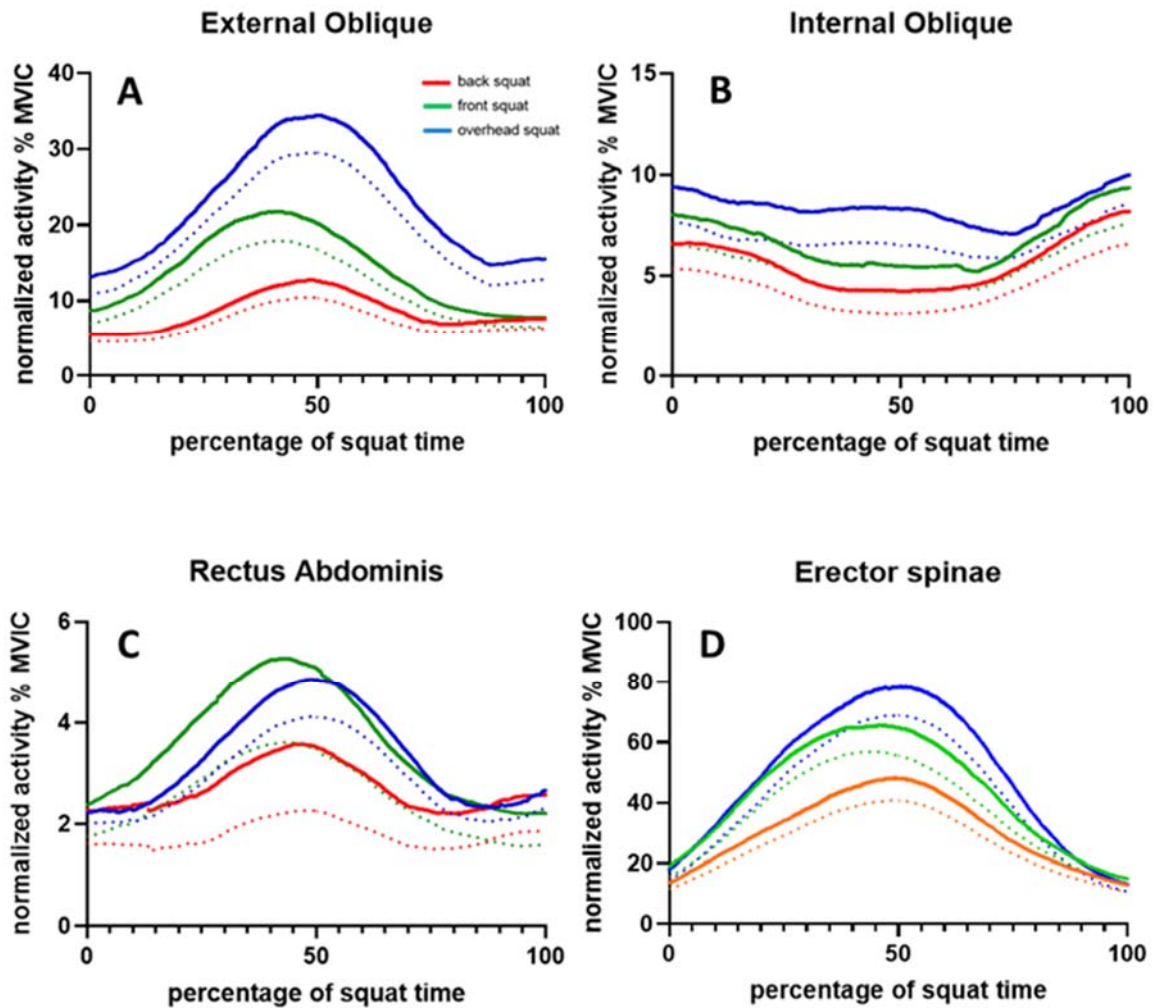 External Oblique
normalized activity % MVIC
A
40
30
20
10
0
0 50 100
percentage of squat time
back squat
front squat
overhead squat
Internal Oblique
normalized activity % MVIC
B
15
10
5
0
0 50 100
percentage of squat time
Rectus Abdominis
normalized activity % MVIC
C
6
4
2
0
0 50 100
percentage of squat time
Erector spinae
normalized activity % MVIC
D
100
80
60
40
20
0
0 50 100
percentage of squat time